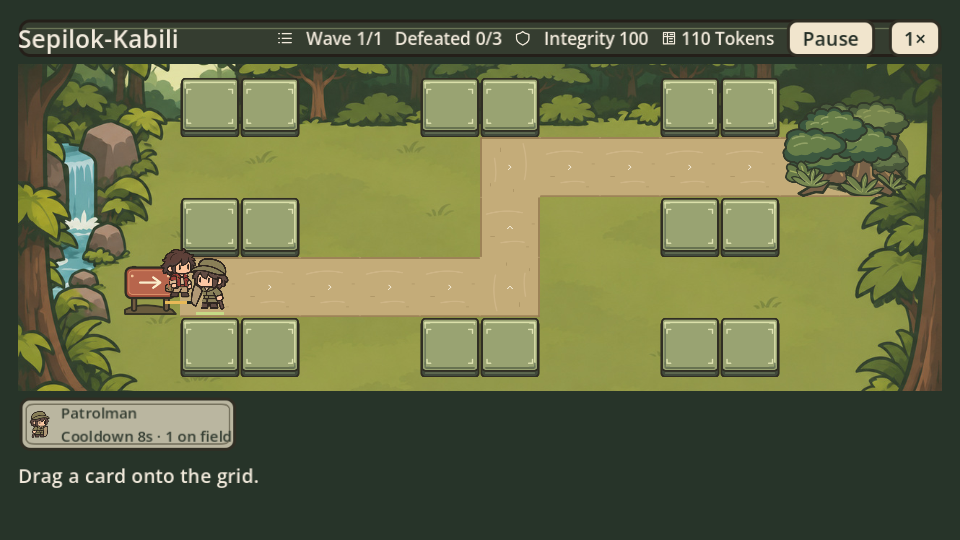 Sepilok-Kabili
Wave 1/1 Defeated 0/3 Integrity 100 110 Tokens Pause 1×
Patrolman
Cooldown 8s · 1 on field
Drag a card onto the grid.